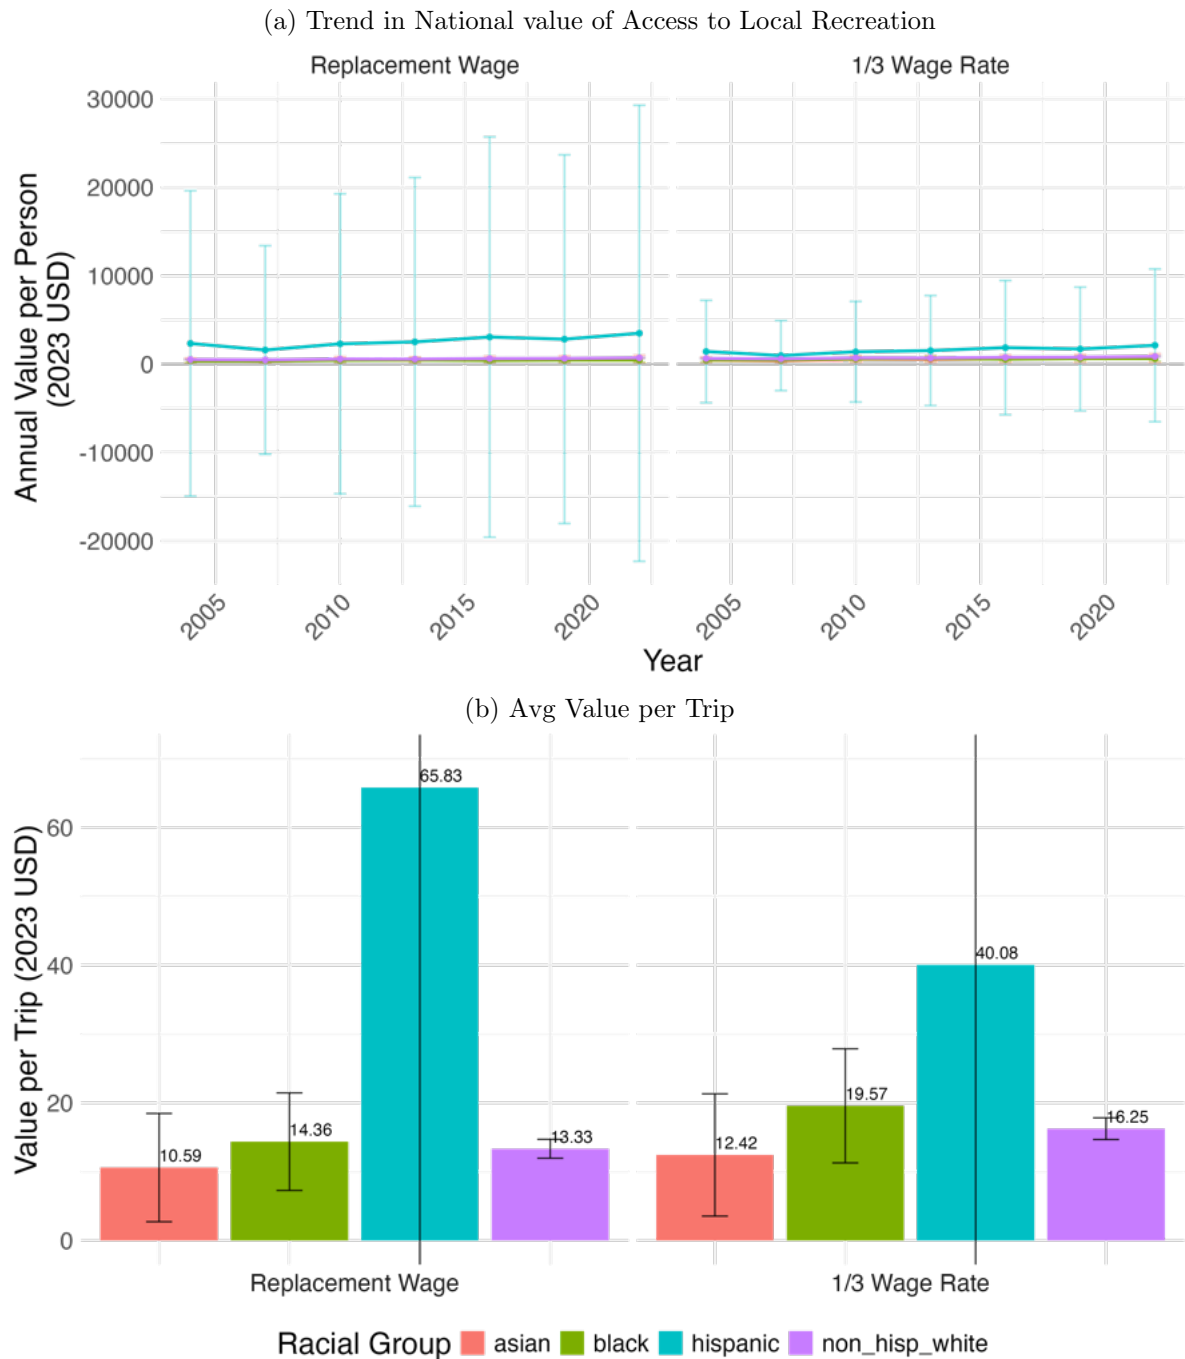 (a) Trend in National value of Access to Local Recreation
Replacement Wage
1/3 Wage Rate
Annual Value per Person
(2023 USD)
30000
20000
10000
0
-10000
-20000
2005
2010
2015
2020
2005
2010
2015
2020
Year
(b) Avg Value per Trip
Value per Trip (2023 USD)
60
40
20
0
10.59
14.36
65.83
13.33
12.42
19.57
40.08
16.25
Replacement Wage
1/3 Wage Rate
Racial Group asian black hispanic non_hisp_white